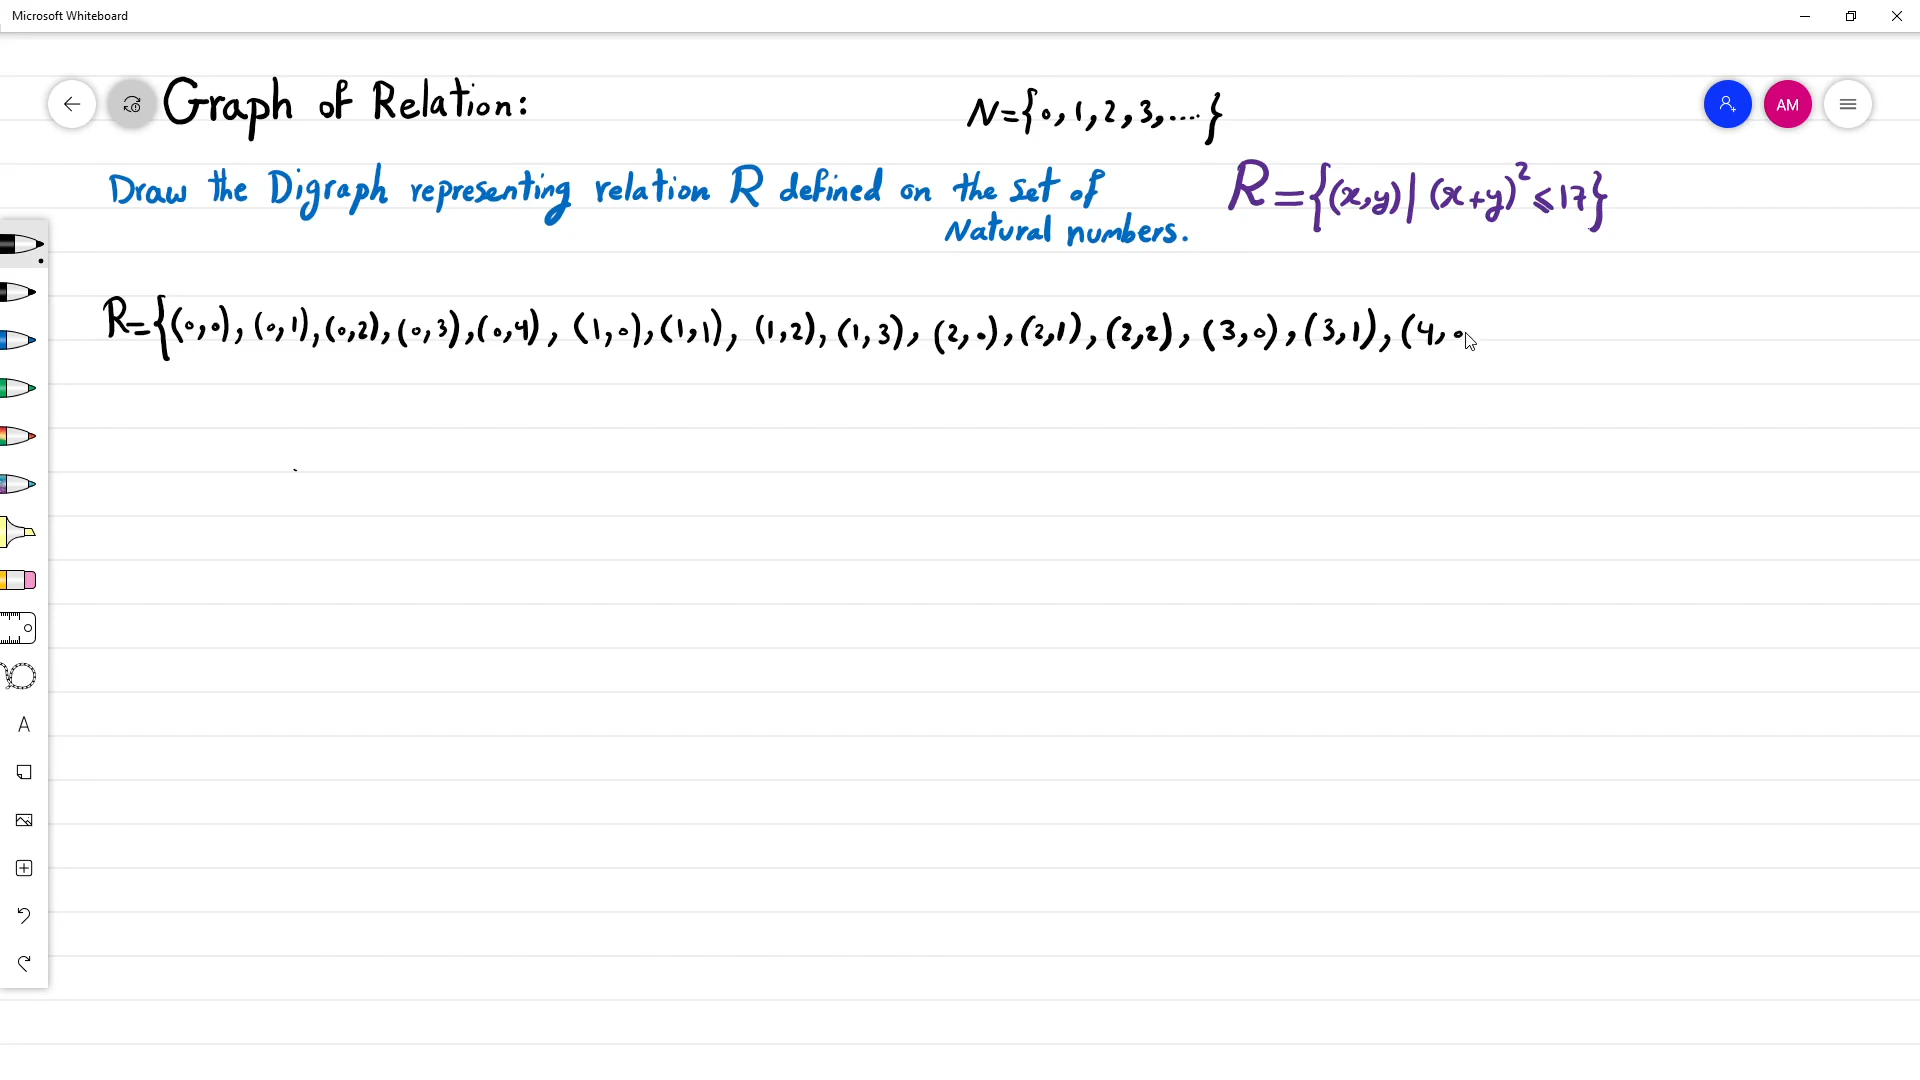 Microsoft Whiteboard
Graph of Relation:
N={0,1,2,3,....}
AM
Draw the Digraph representing relation R defined on the set of
Natural numbers.
R={(x,y)|(x+y)²⩽17}
R={(0,0),(0,1),(0,2),(0,3),(0,4),(1,0),(1,1),(1,2),(1,3),(2,0),(2,1),(2,2),(3,0),(3,1),(4,0
A